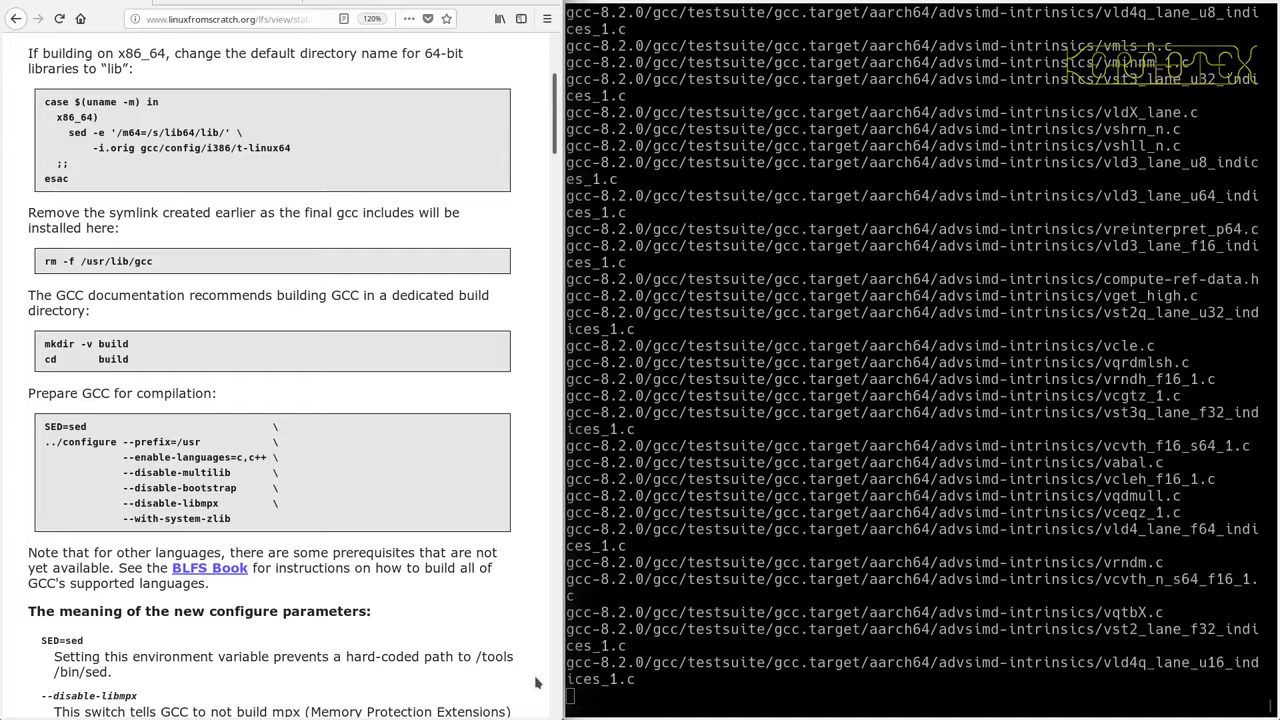 www.linuxfromscratch.org/lfs/view/stab
120%
If building on x86_64, change the default directory name for 64-bit
libraries to “lib”:
case $(uname -m) in
x86_64)
sed -e '/m64=/s/lib64/lib/' \
-i.orig gcc/config/i386/t-linux64
;;
esac
Remove the symlink created earlier as the final gcc includes will be
installed here:
rm -f /usr/lib/gcc
The GCC documentation recommends building GCC in a dedicated build
directory:
mkdir -v build
cd       build
Prepare GCC for compilation:
SED=sed                               \
../configure --prefix=/usr            \
--enable-languages=c,c++ \
--disable-multilib       \
--disable-bootstrap      \
--disable-libmpx         \
--with-system-zlib
Note that for other languages, there are some prerequisites that are not
yet available. See the BLFS Book for instructions on how to build all of
GCC's supported languages.
The meaning of the new configure parameters:
SED=sed
Setting this environment variable prevents a hard-coded path to /tools
/bin/sed.
--disable-libmpx
This switch tells GCC to not build mpx (Memory Protection Extensions)
gcc-8.2.0/gcc/testsuite/gcc.target/aarch64/advsimd-intrinsics/vld4q_lane_u8_indi
ces_1.c
gcc-8.2.0/gcc/testsuite/gcc.target/aarch64/advsimd-intrinsics/vmls_n.c
gcc-8.2.0/gcc/testsuite/gcc.target/aarch64/advsimd-intrinsics/
gcc-8.2.0/gcc/testsuite/gcc.target/aarch64/advsimd-intrinsics/vst3_lane_u32_indi
ces_1.c
gcc-8.2.0/gcc/testsuite/gcc.target/aarch64/advsimd-intrinsics/vldX_lane.c
gcc-8.2.0/gcc/testsuite/gcc.target/aarch64/advsimd-intrinsics/vshrn_n.c
gcc-8.2.0/gcc/testsuite/gcc.target/aarch64/advsimd-intrinsics/vshll_n.c
gcc-8.2.0/gcc/testsuite/gcc.target/aarch64/advsimd-intrinsics/vld3_lane_u8_indic
es_1.c
gcc-8.2.0/gcc/testsuite/gcc.target/aarch64/advsimd-intrinsics/vld3_lane_u64_indi
ces_1.c
gcc-8.2.0/gcc/testsuite/gcc.target/aarch64/advsimd-intrinsics/vreinterpret_p64.c
gcc-8.2.0/gcc/testsuite/gcc.target/aarch64/advsimd-intrinsics/vld3_lane_f16_indi
ces_1.c
gcc-8.2.0/gcc/testsuite/gcc.target/aarch64/advsimd-intrinsics/compute-ref-data.h
gcc-8.2.0/gcc/testsuite/gcc.target/aarch64/advsimd-intrinsics/vget_high.c
gcc-8.2.0/gcc/testsuite/gcc.target/aarch64/advsimd-intrinsics/vst2q_lane_u32_ind
ices_1.c
gcc-8.2.0/gcc/testsuite/gcc.target/aarch64/advsimd-intrinsics/vcle.c
gcc-8.2.0/gcc/testsuite/gcc.target/aarch64/advsimd-intrinsics/vqrdmlsh.c
gcc-8.2.0/gcc/testsuite/gcc.target/aarch64/advsimd-intrinsics/vrndh_f16_1.c
gcc-8.2.0/gcc/testsuite/gcc.target/aarch64/advsimd-intrinsics/vcgtz_1.c
gcc-8.2.0/gcc/testsuite/gcc.target/aarch64/advsimd-intrinsics/vst3q_lane_f32_ind
ices_1.c
gcc-8.2.0/gcc/testsuite/gcc.target/aarch64/advsimd-intrinsics/vcvth_f16_s64_1.c
gcc-8.2.0/gcc/testsuite/gcc.target/aarch64/advsimd-intrinsics/vabal.c
gcc-8.2.0/gcc/testsuite/gcc.target/aarch64/advsimd-intrinsics/vcleh_f16_1.c
gcc-8.2.0/gcc/testsuite/gcc.target/aarch64/advsimd-intrinsics/vqdmull.c
gcc-8.2.0/gcc/testsuite/gcc.target/aarch64/advsimd-intrinsics/vceqz_1.c
gcc-8.2.0/gcc/testsuite/gcc.target/aarch64/advsimd-intrinsics/vld4_lane_f64_indi
ces_1.c
gcc-8.2.0/gcc/testsuite/gcc.target/aarch64/advsimd-intrinsics/vrndm.c
gcc-8.2.0/gcc/testsuite/gcc.target/aarch64/advsimd-intrinsics/vcvth_n_s64_f16_1.
c
gcc-8.2.0/gcc/testsuite/gcc.target/aarch64/advsimd-intrinsics/vqtbX.c
gcc-8.2.0/gcc/testsuite/gcc.target/aarch64/advsimd-intrinsics/vst2_lane_f32_indi
ces_1.c
gcc-8.2.0/gcc/testsuite/gcc.target/aarch64/advsimd-intrinsics/vld4q_lane_u16_ind
ices_1.c